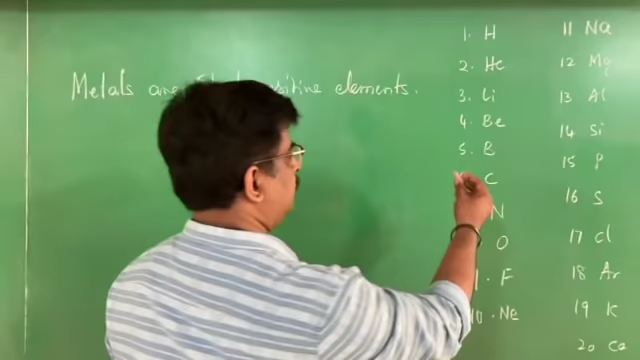 Metals are elements.
1. H
2. He
3. Li
4. Be
5. B
C
N
O
F
10. Ne
11 Na
12 Mg
13 Al
14 Si
15 P
16 S
17 Cl
18 Ar
19 K
20 Ca